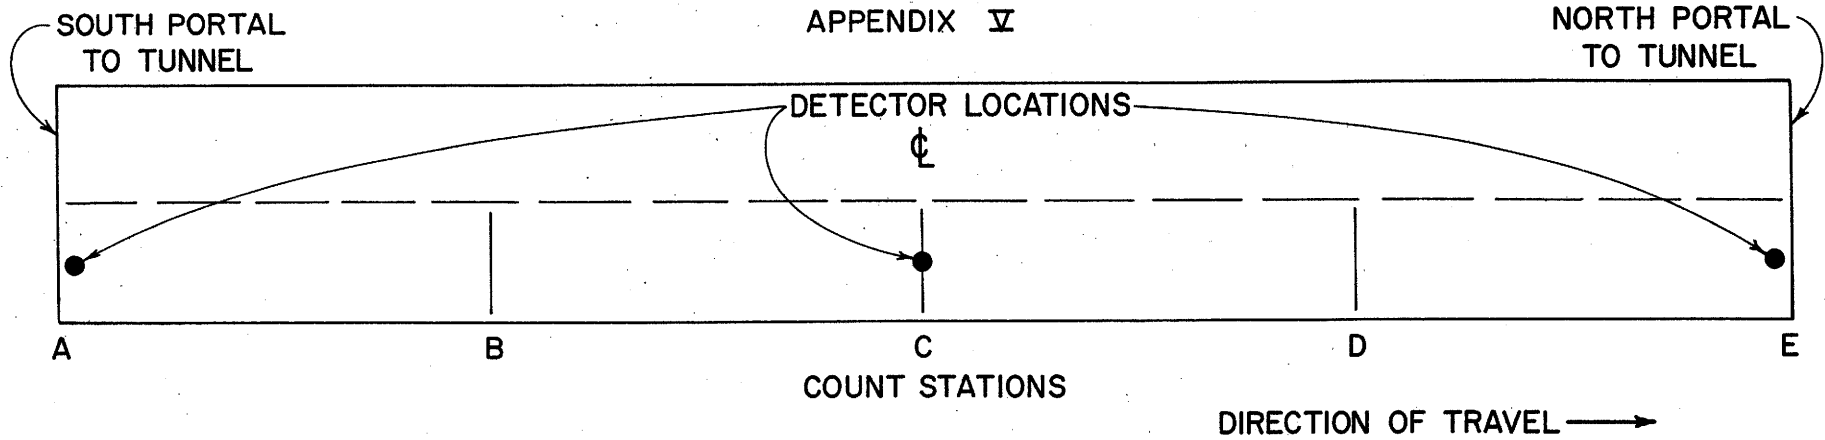 APPENDIX V
SOUTH PORTAL
TO TUNNEL
NORTH PORTAL
TO TUNNEL
DETECTOR LOCATIONS
℄
A B C D E
COUNT STATIONS
DIRECTION OF TRAVEL